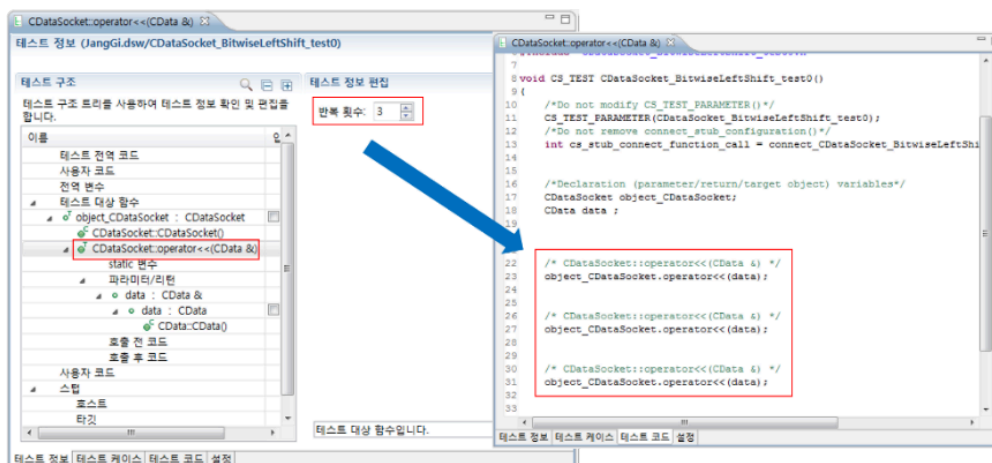 CDataSocket::operator<<(CData &)
테스트 정보 (JangGi.dsw/CDataSocket_BitwiseLeftShift_test0)
테스트 구조
테스트 구조 트리를 사용하여 테스트 정보 확인 및 편집을
합니다.
이름
테스트 전역 코드
사용자 코드
전역 변수
테스트 대상 함수
object_CDataSocket : CDataSocket
CDataSocket::CDataSocket()
CDataSocket::operator<<(CData &)
static 변수
파라미터/리턴
data : CData &
data : CData
CData::CData()
호출 전 코드
호출 후 코드
사용자 코드
스텁
호스트
타깃
테스트 정보 편집
반복 횟수: 3
테스트 대상 함수입니다.
테스트 정보 테스트 케이스 테스트 코드 설정
CDataSocket::operator<<(CData &)
7
8 void CS_TEST CDataSocket_BitwiseLeftShift_test0()
9 {
10 /*Do not modify CS_TEST_PARAMETER()*/
11 CS_TEST_PARAMETER(CDataSocket_BitwiseLeftShift_test0);
12 /*Do not remove connect_stub_configuration()*/
13 int cs_stub_connect_function_call = connect_CDataSocket_BitwiseLeftShi
14
15
16 /*Declaration (parameter/return/target object) variables*/
17 CDataSocket object_CDataSocket;
18 CData data ;
19
22 /* CDataSocket::operator<<(CData &) */
23 object_CDataSocket.operator<<(data);
24
25
26 /* CDataSocket::operator<<(CData &) */
27 object_CDataSocket.operator<<(data);
28
29
30 /* CDataSocket::operator<<(CData &) */
31 object_CDataSocket.operator<<(data);
32
33
테스트 정보 테스트 케이스 테스트 코드 설정